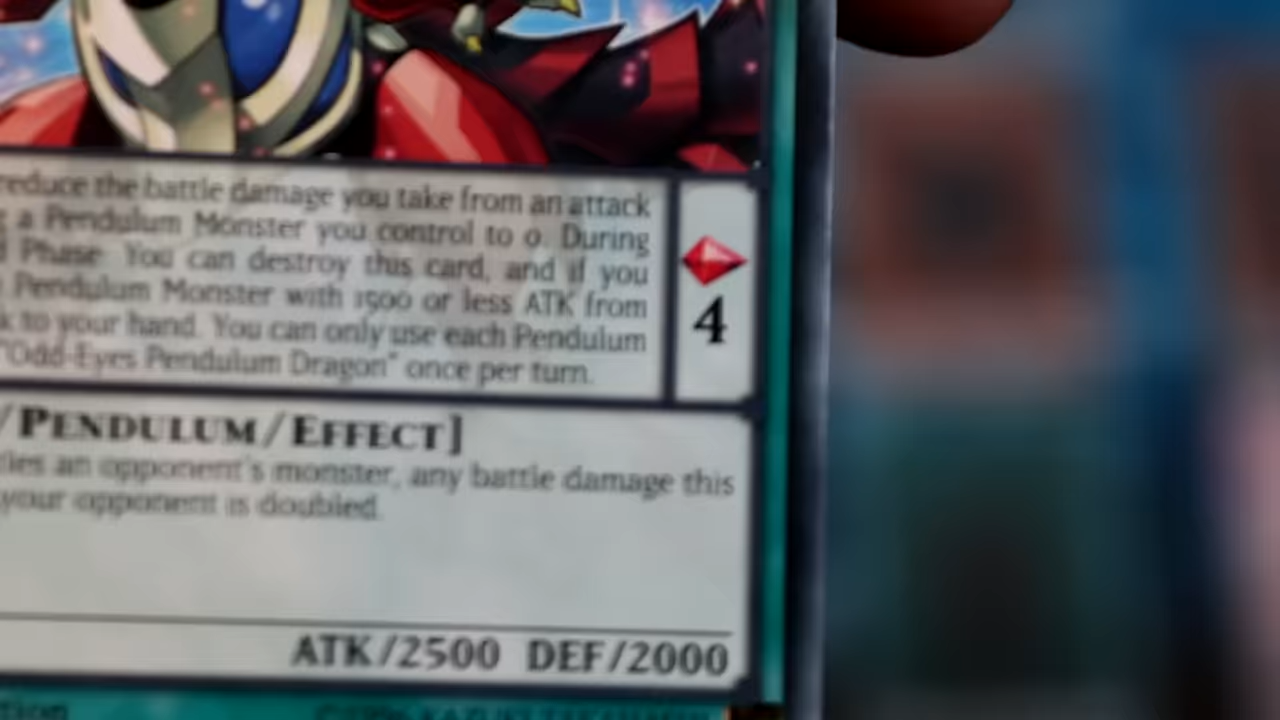 reduce the battle damage you take from an attack
a Pendulum Monster you control to 0. During
Phase: You can destroy this card, and if you
Pendulum Monster with 1500 or less ATK from
to your hand. You can only use each Pendulum
"Odd-Eyes Pendulum Dragon" once per turn.
4
/PENDULUM/EFFECT]
an opponent's monster, any battle damage this
your opponent is doubled.
ATK/2500 DEF/2000